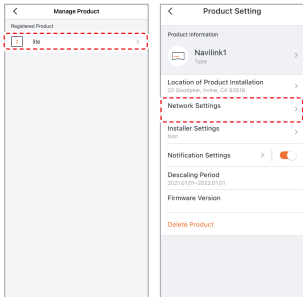 Manage Product
Registered Product
lite
Product Setting
Product Information
Navilink1
Type
Location of Product Installation
20 Goodyear, Irvine, CA 92618
Network Settings
Installer Settings
Non
Notification Settings
Descaling Period
2021.01.01~2022.01.01
Firmware Version
Delete Product